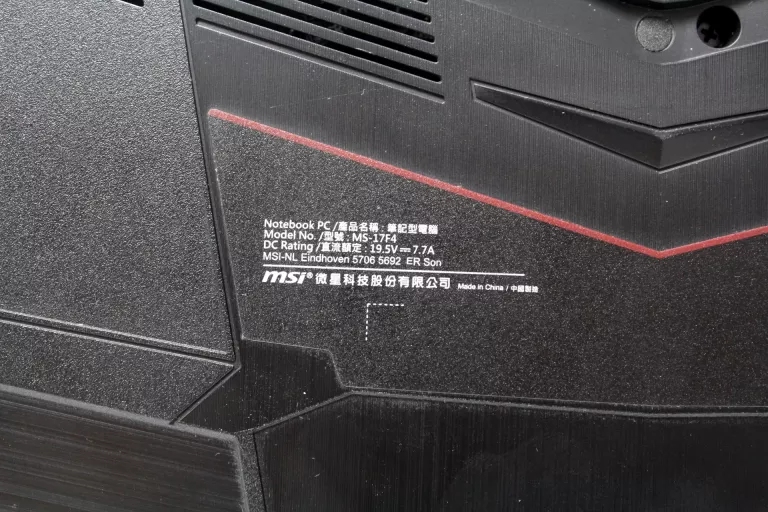 Notebook PC /產品名稱 : 筆記型電腦
Model No. /型號 : MS-17F4
DC Rating /直流額定 : 19.5V⎓7.7A
MSI-NL Eindhoven 5706 5692 ER Son
msi® 微星科技股份有限公司 Made in China / 中國製造